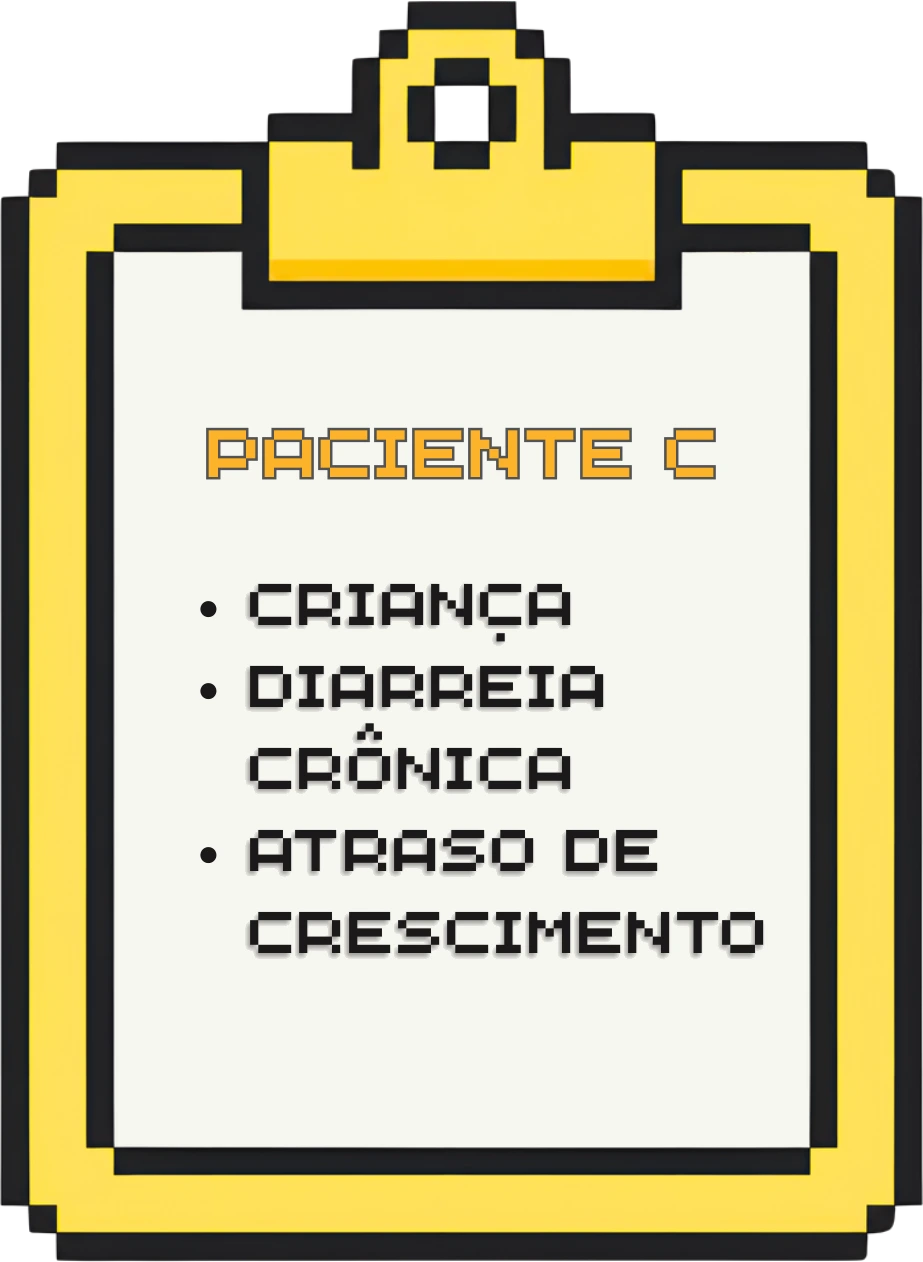 PACIENTE C
• CRIANÇA
• DIARREIA
CRÔNICA
• ATRASO DE
CRESCIMENTO